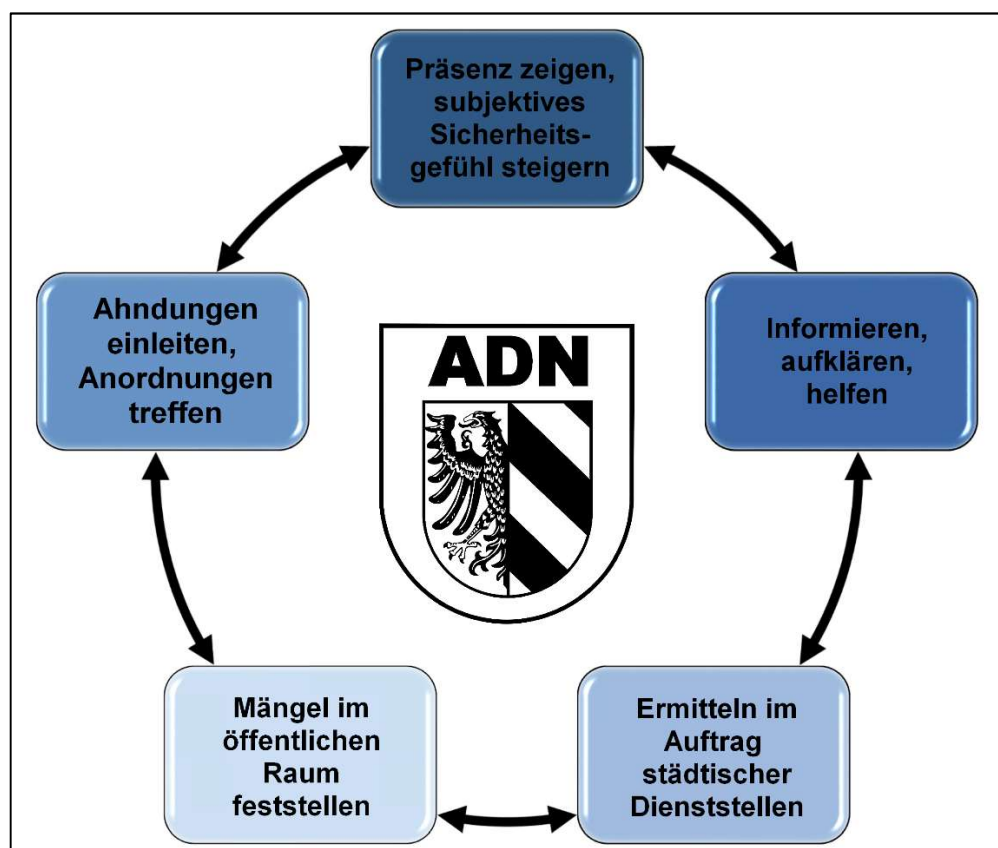 Präsenz zeigen,
subjektives
Sicherheits-
gefühl steigern
Informieren,
aufklären,
helfen
Ermitteln im
Auftrag
städtischer
Dienststellen
Mängel im
öffentlichen
Raum
feststellen
Ahndungen
einleiten,
Anordnungen
treffen
ADN